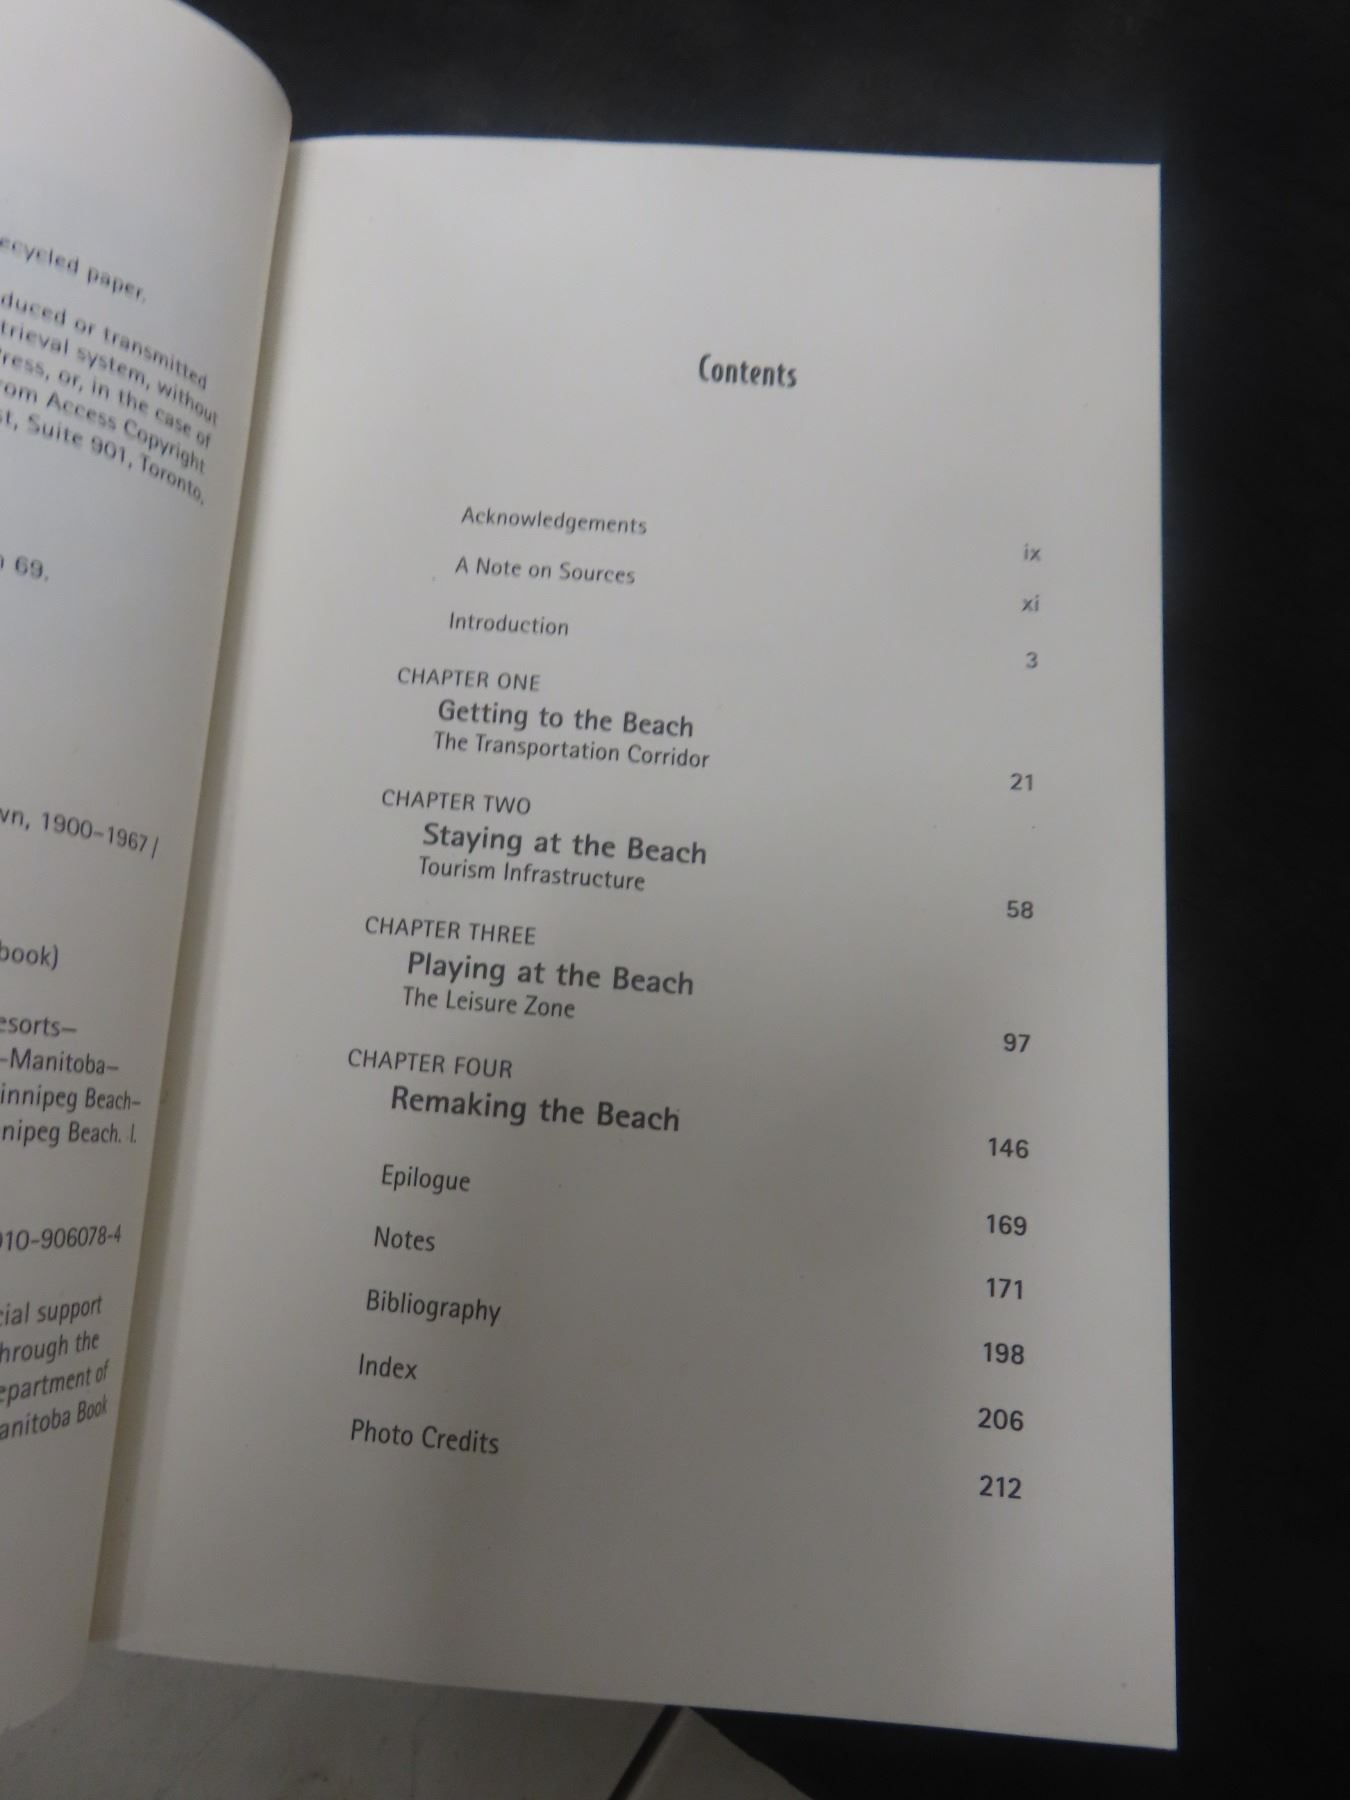 ecycled paper.
duced or transmitted
trieval system, without
ress, or, in the case of
rom Access Copyright
st, Suite 901, Toronto,
69.
wn, 1900–1967 /
book)
esorts–
–Manitoba–
innipeg Beach–
nipeg Beach. I.
010-906078-4
cial support
hrough the
epartment of
anitoba Book
Contents
Acknowledgements ix
A Note on Sources xi
Introduction 3
CHAPTER ONE
Getting to the Beach
The Transportation Corridor 21
CHAPTER TWO
Staying at the Beach
Tourism Infrastructure 58
CHAPTER THREE
Playing at the Beach
The Leisure Zone 97
CHAPTER FOUR
Remaking the Beach 146
Epilogue 169
Notes 171
Bibliography 198
Index 206
Photo Credits 212